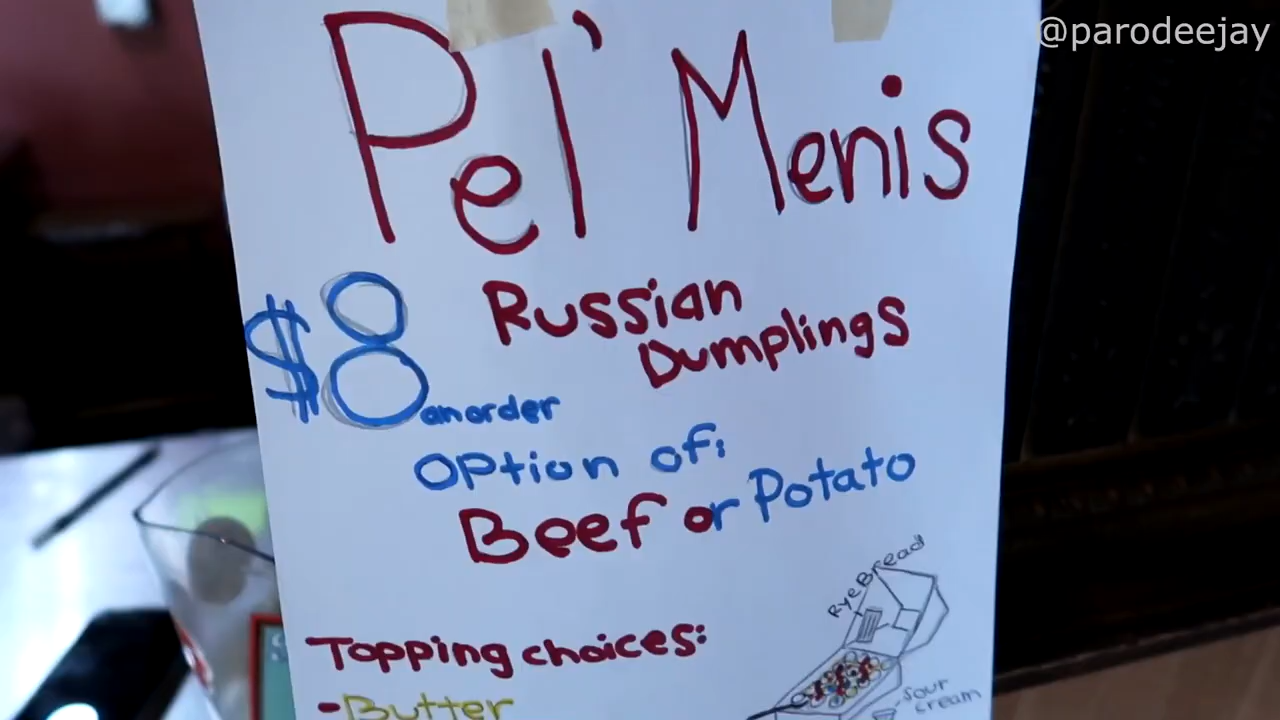 @parodeejay
Pel'Menis
$8 an order
Russian
Dumplings
option of:
Beef or Potato
Rye Bread
Topping choices:
-Butter
sour
cream